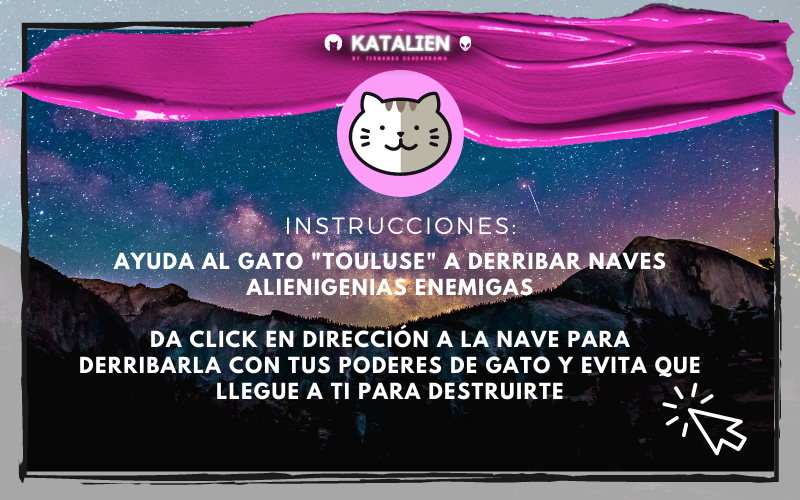 KATALIEN
BY. FERNANDA GUADARRAMA
INSTRUCCIONES:
AYUDA AL GATO "TOULUSE" A DERRIBAR NAVES
ALIENIGENIAS ENEMIGAS
DA CLICK EN DIRECCIÓN A LA NAVE PARA
DERRIBARLA CON TUS PODERES DE GATO Y EVITA QUE
LLEGUE A TI PARA DESTRUIRTE